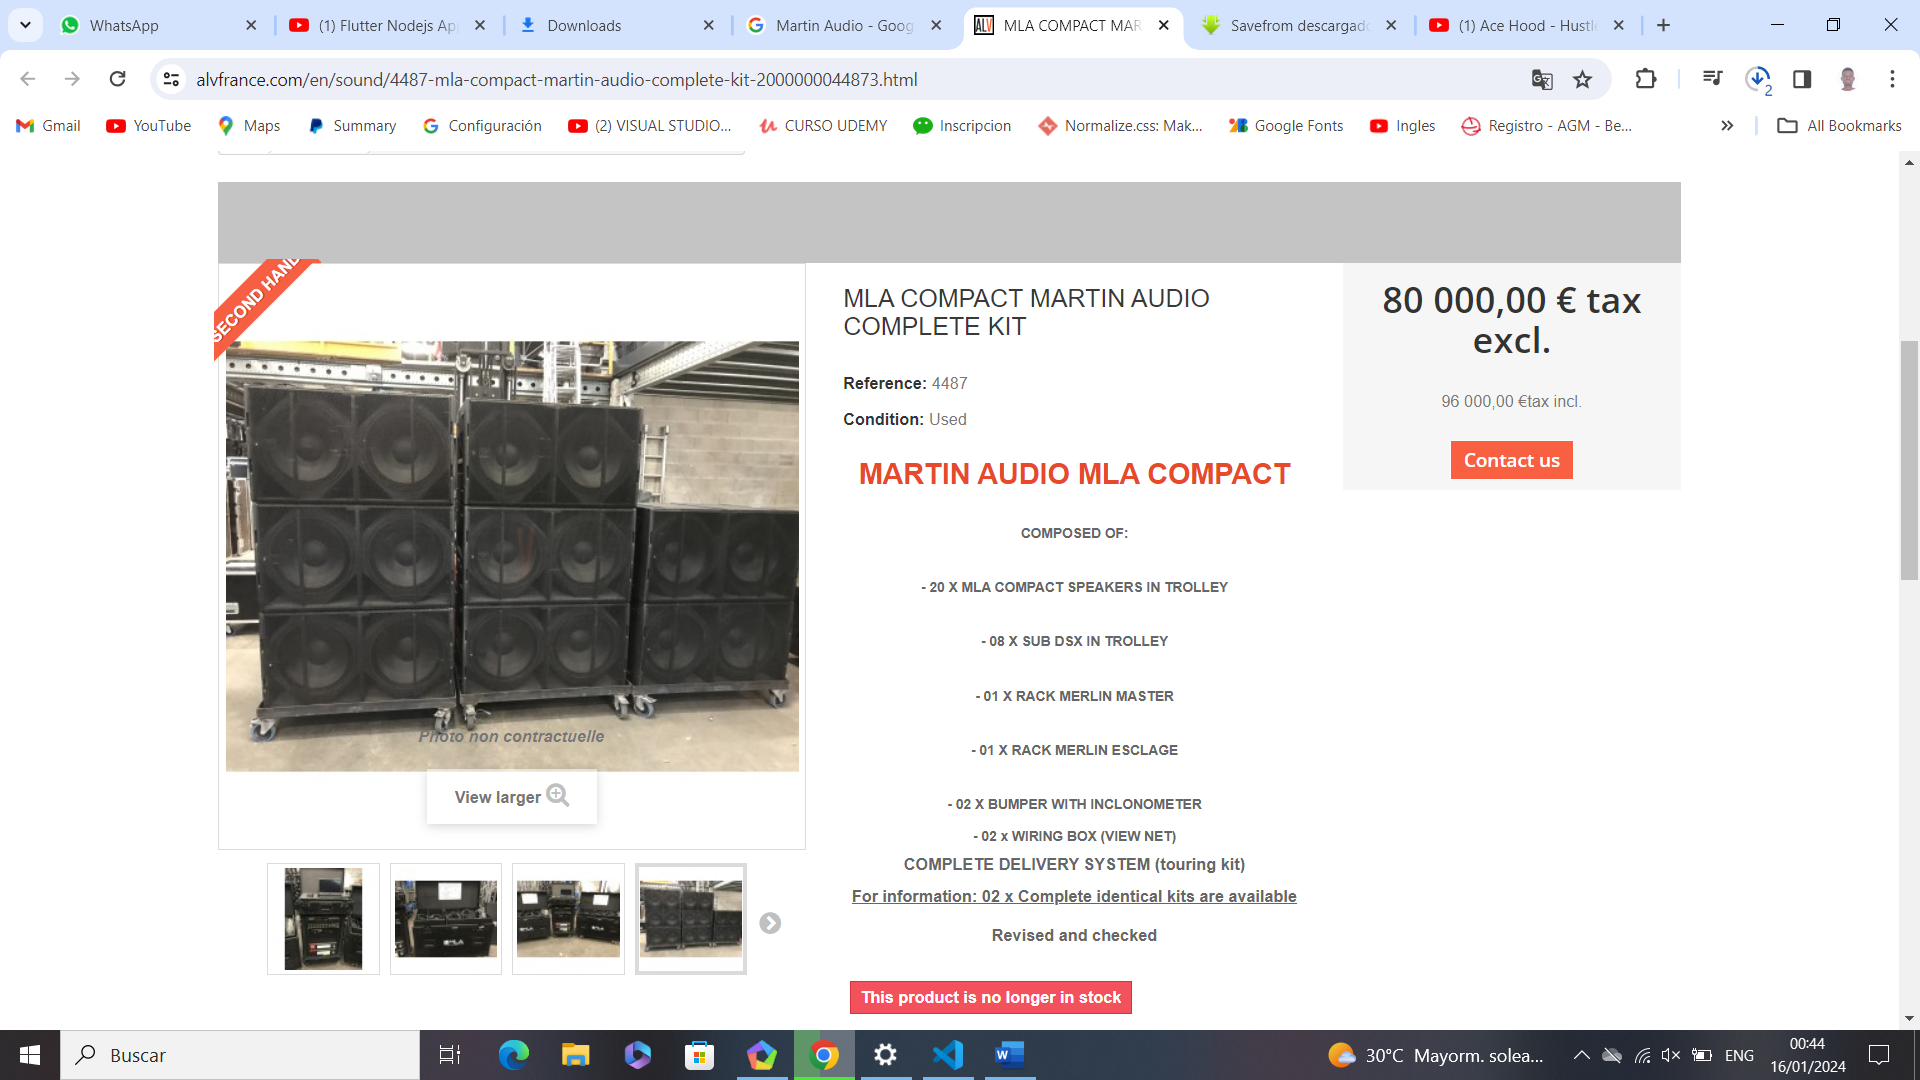 WhatsApp
(1) Flutter Nodejs Ap
Downloads
Martin Audio - Goog
MLA COMPACT MAR
Savefrom descargado
(1) Ace Hood - Hustle
alvfrance.com/en/sound/4487-mla-compact-martin-audio-complete-kit-2000000044873.html
2
Gmail
YouTube
Maps
Summary
Configuración
(2) VISUAL STUDIO...
CURSO UDEMY
Inscripcion
Normalize.css: Mak...
Google Fonts
Ingles
Registro - AGM - Be...
All Bookmarks
SECOND HAND
Photo non contractuelle
View larger
MLA COMPACT MARTIN AUDIO
COMPLETE KIT
Reference: 4487
Condition: Used
MARTIN AUDIO MLA COMPACT
COMPOSED OF:
- 20 X MLA COMPACT SPEAKERS IN TROLLEY
- 08 X SUB DSX IN TROLLEY
- 01 X RACK MERLIN MASTER
- 01 X RACK MERLIN ESCLAGE
- 02 X BUMPER WITH INCLONOMETER
- 02 x WIRING BOX (VIEW NET)
COMPLETE DELIVERY SYSTEM (touring kit)
For information: 02 x Complete identical kits are available
Revised and checked
This product is no longer in stock
80 000,00 € tax
excl.
96 000,00 €tax incl.
Contact us
Buscar
30°C Mayorm. solea...
ENG
00:44
16/01/2024